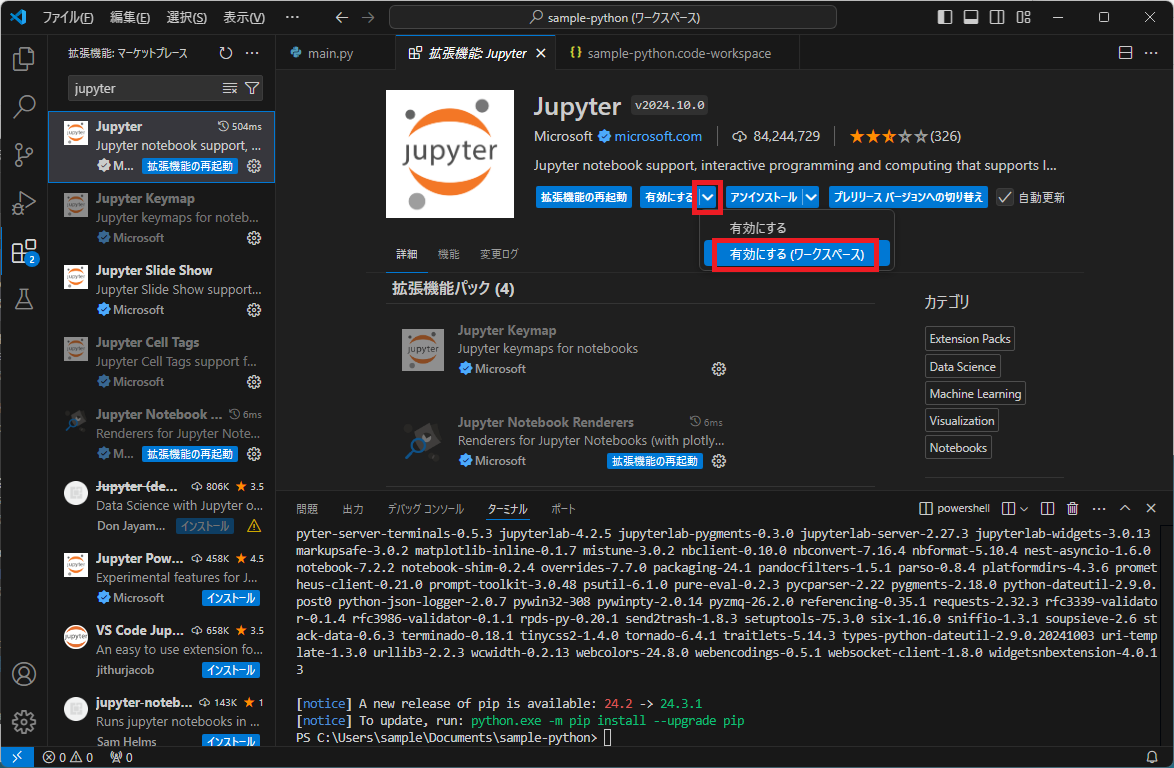 ファイル(F) 編集(E) 選択(S) 表示(V) ··· sample-python (ワークスペース)
拡張機能: マーケットプレース ···
jupyter
Jupyter 504ms
Jupyter notebook support, ...
M... 拡張機能の再起動
Jupyter Keymap
Jupyter keymaps for noteb...
Microsoft
Jupyter Slide Show
Jupyter Slide Show support...
Microsoft
Jupyter Cell Tags
Jupyter Cell Tags support f...
Microsoft
Jupyter Notebook ... 6ms
Renderers for Jupyter Note...
M... 拡張機能の再起動
Jupyter (de... 806K ★ 3.5
Data Science with Jupyter o...
Don Jayam... インストール
Jupyter Pow... 458K ★ 4.5
Experimental features for J...
Microsoft インストール
VS Code Jup... 658K ★ 3.5
An easy to use extension fo...
jithurjacob インストール
jupyter-noteb... 143K ★ 1
Runs jupyter notebooks in ...
Sam Helms インストール
2
main.py 拡張機能: Jupyter {} sample-python.code-workspace ···
jupyter
Jupyter v2024.10.0
Microsoft microsoft.com 84,244,729 (326)
Jupyter notebook support, interactive programming and computing that supports I...
拡張機能の再起動 有効にする アンインストール プレリリース バージョンへの切り替え 自動更新
有効にする
有効にする (ワークスペース)
詳細 機能 変更ログ
拡張機能パック (4)
Jupyter Keymap
Jupyter keymaps for notebooks
Microsoft
Jupyter Notebook Renderers 6ms
Renderers for Jupyter Notebooks (with plotly...
Microsoft 拡張機能の再起動
カテゴリ
Extension Packs
Data Science
Machine Learning
Visualization
Notebooks
問題 出力 デバッグ コンソール ターミナル ポート powershell ···
pyter-server-terminals-0.5.3 jupyterlab-4.2.5 jupyterlab-pygments-0.3.0 jupyterlab-server-2.27.3 jupyterlab-widgets-3.0.13
markupsafe-3.0.2 matplotlib-inline-0.1.7 mistune-3.0.2 nbclient-0.10.0 nbconvert-7.16.4 nbformat-5.10.4 nest-asyncio-1.6.0
notebook-7.2.2 notebook-shim-0.2.4 overrides-7.7.0 packaging-24.1 pandocfilters-1.5.1 parso-0.8.4 platformdirs-4.3.6 promet
heus-client-0.21.0 prompt-toolkit-3.0.48 psutil-6.1.0 pure-eval-0.2.3 pycparser-2.22 pygments-2.18.0 python-dateutil-2.9.0.
post0 python-json-logger-2.0.7 pywin32-308 pywinpty-2.0.14 pyzmq-26.2.0 referencing-0.35.1 requests-2.32.3 rfc3339-validato
r-0.1.4 rfc3986-validator-0.1.1 rpds-py-0.20.1 send2trash-1.8.3 setuptools-75.3.0 six-1.16.0 sniffio-1.3.1 soupsieve-2.6 st
ack-data-0.6.3 terminado-0.18.1 tinycss2-1.4.0 tornado-6.4.1 traitlets-5.14.3 types-python-dateutil-2.9.0.20241003 uri-temp
late-1.3.0 urllib3-2.2.3 wcwidth-0.2.13 webcolors-24.8.0 webencodings-0.5.1 websocket-client-1.8.0 widgetsnbextension-4.0.1
3
[notice] A new release of pip is available: 24.2 -> 24.3.1
[notice] To update, run: python.exe -m pip install --upgrade pip
PS C:\Users\sample\Documents\sample-python>
0 0 0